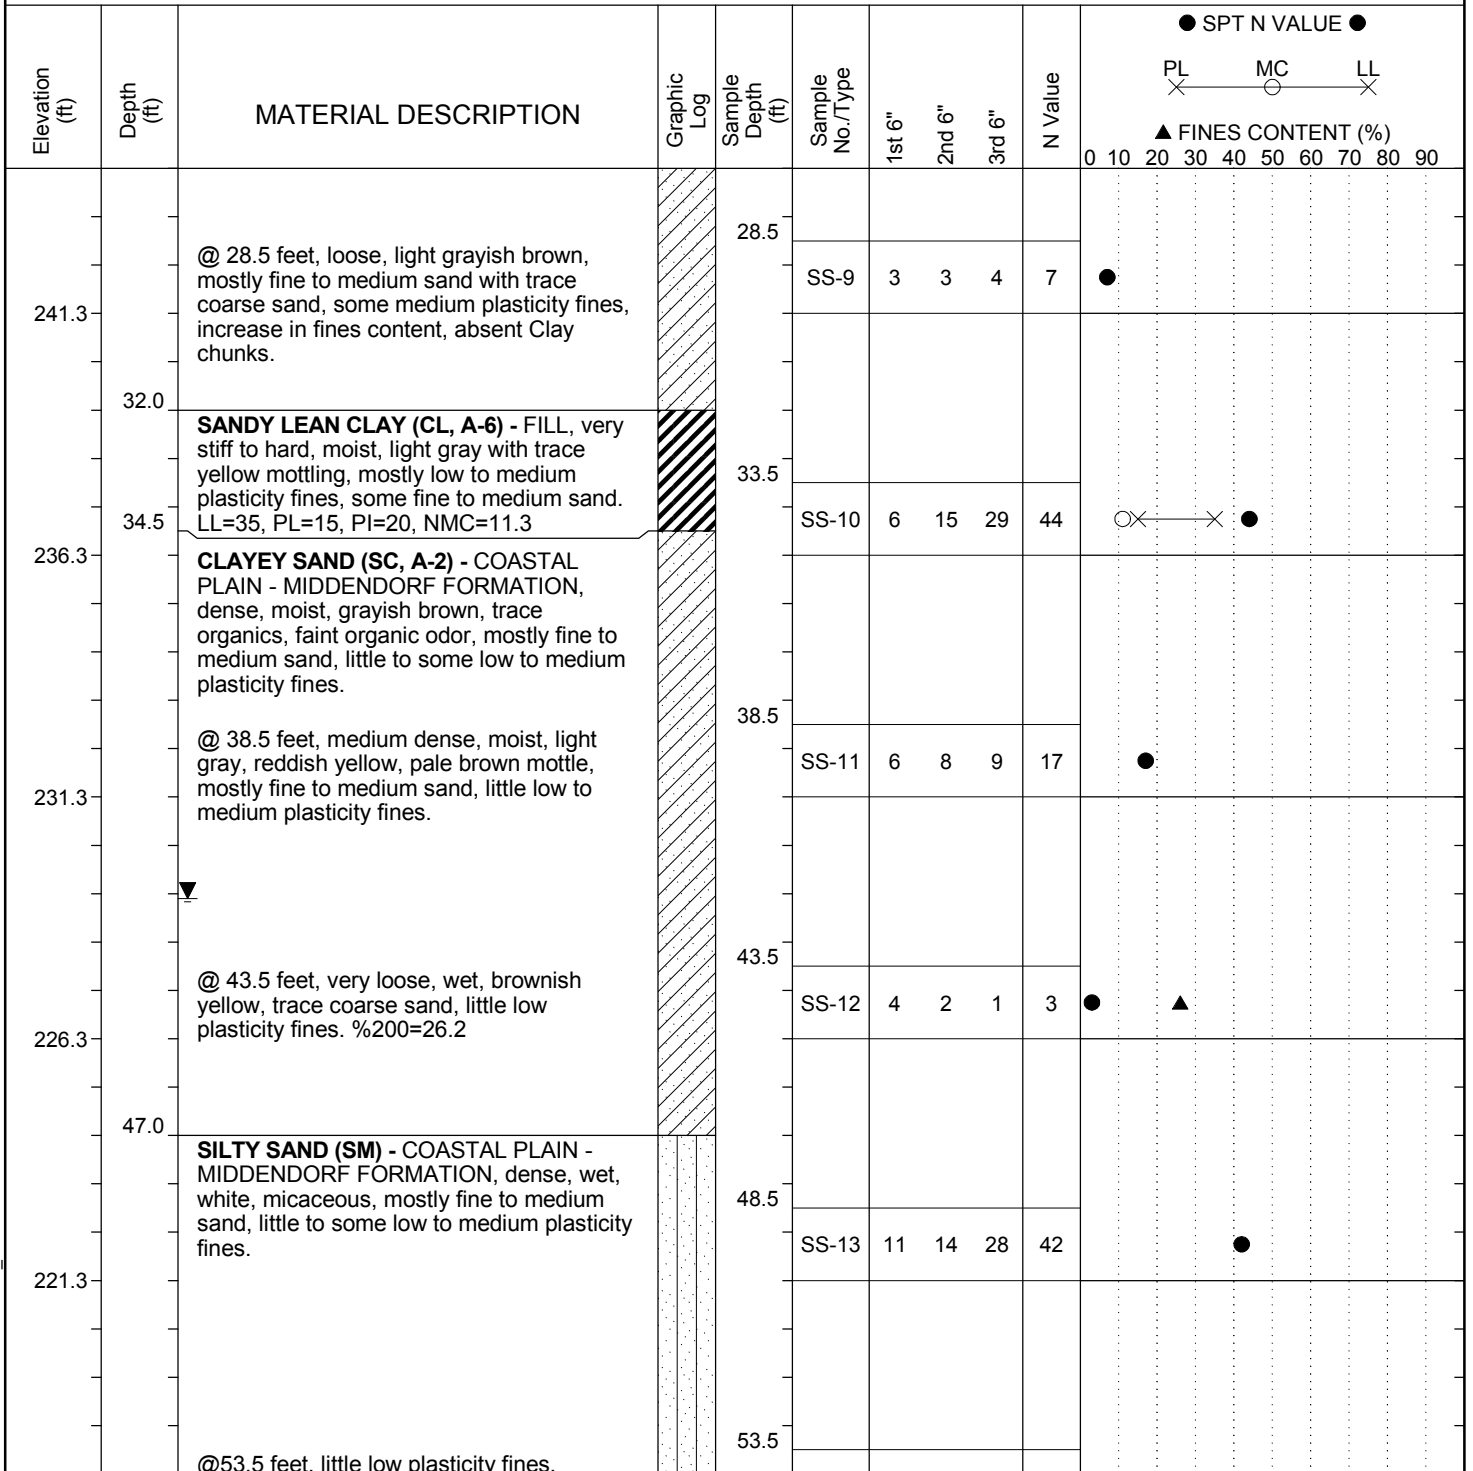 ● SPT N VALUE ●
PL MC LL
▲ FINES CONTENT (%)
0 10 20 30 40 50 60 70 80 90
Elevation (ft)
Depth (ft)
MATERIAL DESCRIPTION
Graphic Log
Sample Depth (ft)
Sample No./Type
1st 6"
2nd 6"
3rd 6"
N Value
28.5
@ 28.5 feet, loose, light grayish brown,
mostly fine to medium sand with trace
SS-9 3 3 4 7
coarse sand, some medium plasticity fines,
241.3
increase in fines content, absent Clay
chunks.
32.0
SANDY LEAN CLAY (CL, A-6) - FILL, very
stiff to hard, moist, light gray with trace
yellow mottling, mostly low to medium
33.5
plasticity fines, some fine to medium sand.
34.5
LL=35, PL=15, PI=20, NMC=11.3
SS-10 6 15 29 44
236.3
CLAYEY SAND (SC, A-2) - COASTAL
PLAIN - MIDDENDORF FORMATION,
dense, moist, grayish brown, trace
organics, faint organic odor, mostly fine to
medium sand, little to some low to medium
plasticity fines.
38.5
@ 38.5 feet, medium dense, moist, light
gray, reddish yellow, pale brown mottle,
SS-11 6 8 9 17
mostly fine to medium sand, little low to
231.3
medium plasticity fines.
43.5
@ 43.5 feet, very loose, wet, brownish
yellow, trace coarse sand, little low
SS-12 4 2 1 3
plasticity fines. %200=26.2
226.3
47.0
SILTY SAND (SM) - COASTAL PLAIN -
MIDDENDORF FORMATION, dense, wet,
white, micaceous, mostly fine to medium
48.5
sand, little to some low to medium plasticity
fines.
SS-13 11 14 28 42
221.3
53.5
@53.5 feet, little low plasticity fines.